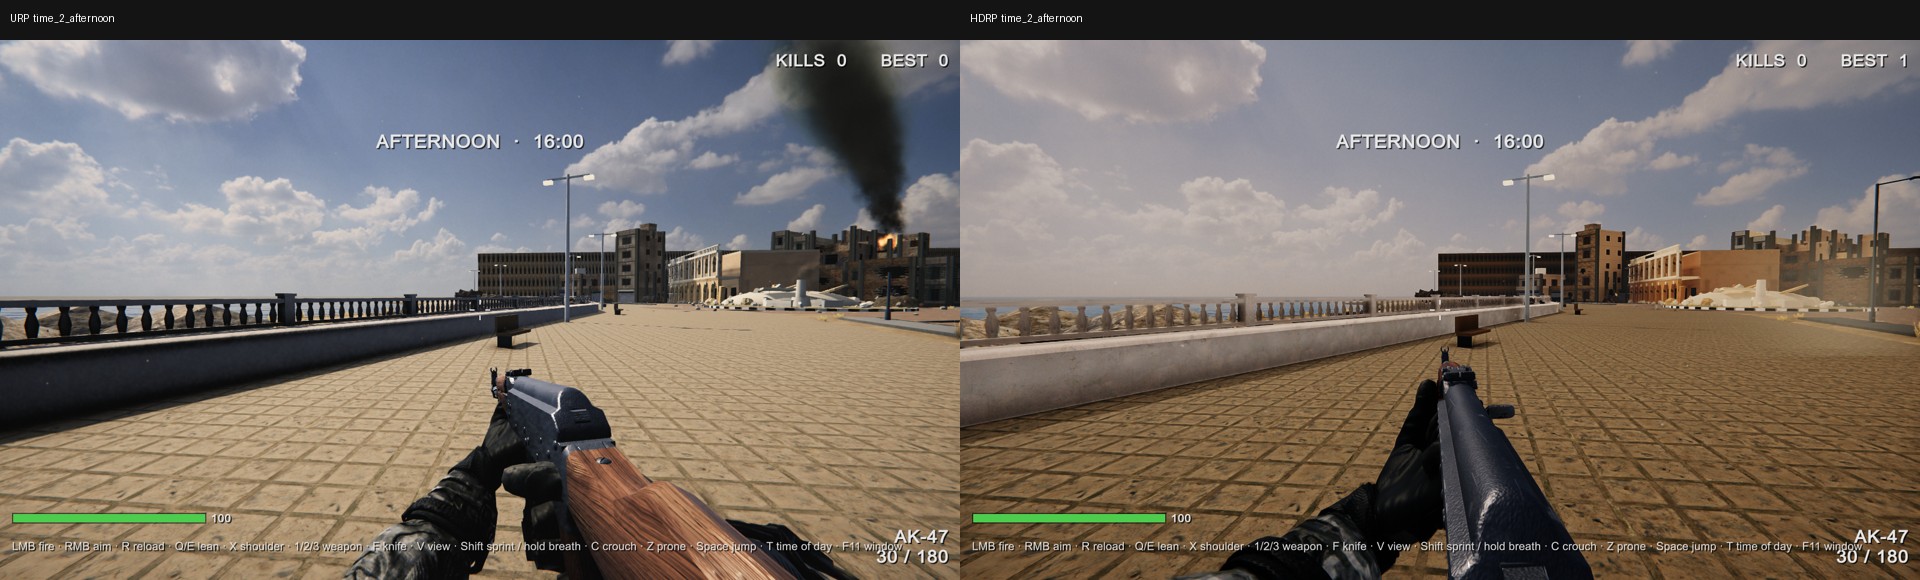 URP time_2_afternoon
KILLS 0 BEST 0
AFTERNOON · 16:00
100
LMB fire · RMB aim · R reload · Q/E lean · X shoulder · 1/2/3 weapon · F knife · V view · Shift sprint / hold breath · C crouch · Z prone · Space jump · T time of day · F11 window
AK-47
30 / 180
HDRP time_2_afternoon
KILLS 0 BEST 1
AFTERNOON · 16:00
100
LMB fire · RMB aim · R reload · Q/E lean · X shoulder · 1/2/3 weapon · F knife · V view · Shift sprint / hold breath · C crouch · Z prone · Space jump · T time of day · F11 window
AK-47
30 / 180